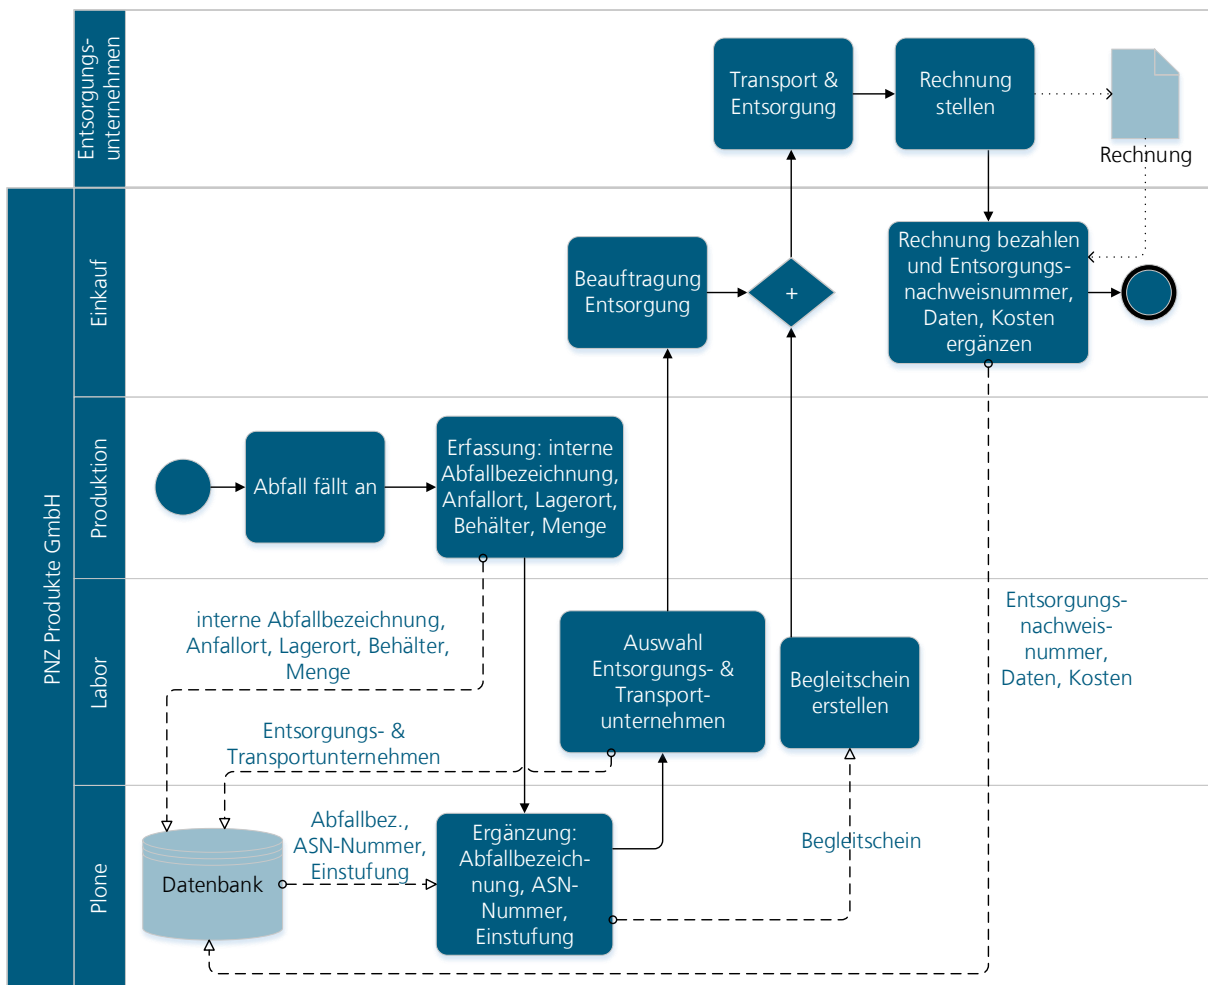 Entsorgungs-
unternehmen
Transport &
Entsorgung
Rechnung
stellen
Rechnung
PNZ Produkte GmbH
Einkauf
Beauftragung
Entsorgung
+
Rechnung bezahlen
und Entsorgungs-
nachweisnummer,
Daten, Kosten
ergänzen
Produktion
Abfall fällt an
Erfassung: interne
Abfallbezeichnung,
Anfallort, Lagerort,
Behälter, Menge
Labor
interne Abfallbezeichnung,
Anfallort, Lagerort, Behälter,
Menge
Entsorgungs- &
Transportunternehmen
Auswahl
Entsorgungs- &
Transport-
unternehmen
Begleitschein
erstellen
Entsorgungs-
nachweis-
nummer,
Daten, Kosten
Plone
Datenbank
Abfallbez.,
ASN-Nummer,
Einstufung
Ergänzung:
Abfallbezeich-
nung, ASN-
Nummer,
Einstufung
Begleitschein